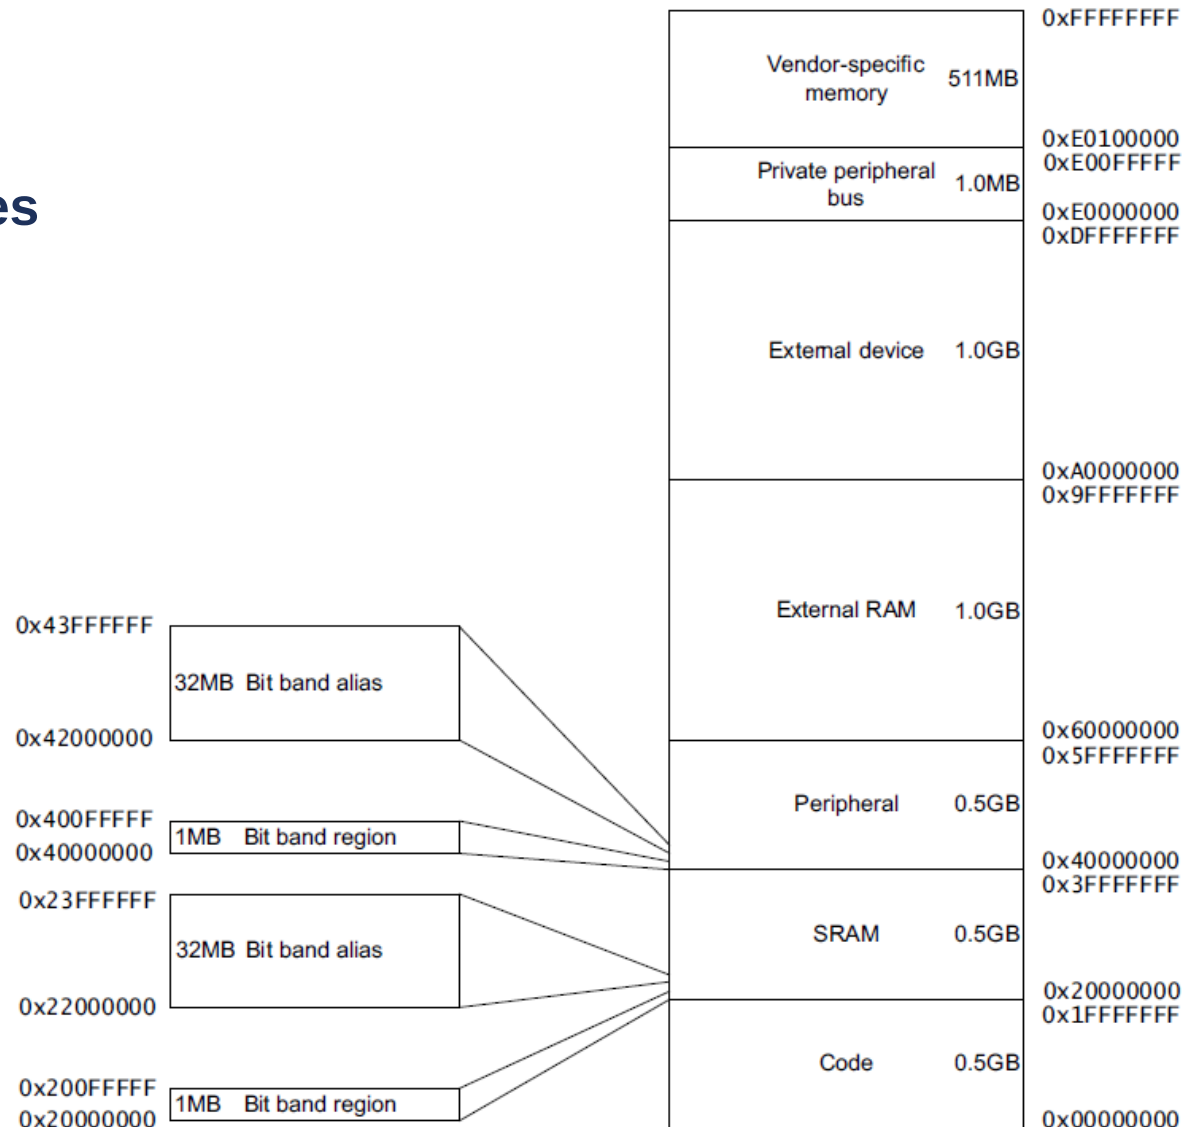 es
0xFFFFFFFF
Vendor-specific
memory
511MB
0xE0100000
0xE00FFFFF
Private peripheral
bus
1.0MB
0xE0000000
0xDFFFFFFF
External device 1.0GB
0xA0000000
0x9FFFFFFF
External RAM 1.0GB
0x60000000
0x5FFFFFFF
Peripheral 0.5GB
0x40000000
0x3FFFFFFF
SRAM 0.5GB
0x20000000
0x1FFFFFFF
Code 0.5GB
0x00000000
0x43FFFFFF
32MB Bit band alias
0x42000000
0x400FFFFF
1MB Bit band region
0x40000000
0x23FFFFFF
32MB Bit band alias
0x22000000
0x200FFFFF
1MB Bit band region
0x20000000